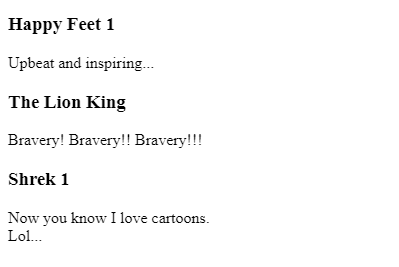 Happy Feet 1
Upbeat and inspiring...
The Lion King
Bravery! Bravery!! Bravery!!!
Shrek 1
Now you know I love cartoons.
Lol...